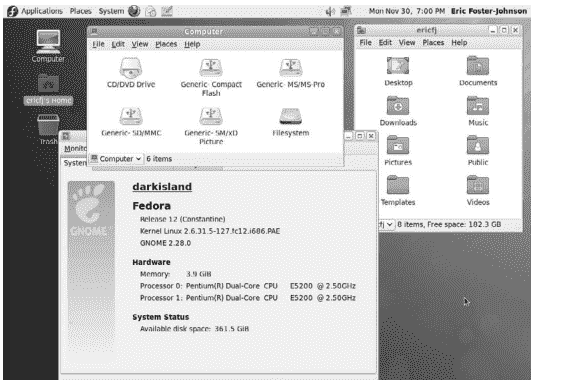 Applications Places System
Mon Nov 30, 7:00 PM Eric Foster-Johnson
Computer
ericfj's Home
Trash
Computer
File Edit View Places Help
CD/DVD Drive
Generic- Compact Flash
Generic- MS/MS-Pro
Generic- SD/MMC
Generic- SM/xD Picture
Filesystem
Computer
6 items
ericfj
File Edit View Places Help
Desktop
Documents
Downloads
Music
Pictures
Public
Templates
Videos
8 items, Free space: 182.3 GB
GNOME
darkisland
Fedora
Release 12 (Constantine)
Kernel Linux 2.6.31.5-127.fc12.i686.PAE
GNOME 2.28.0
Hardware
Memory: 3.9 GiB
Processor 0: Pentium(R) Dual-Core CPU E5200 @ 2.50GHz
Processor 1: Pentium(R) Dual-Core CPU E5200 @ 2.50GHz
System Status
Available disk space: 361.5 GiB